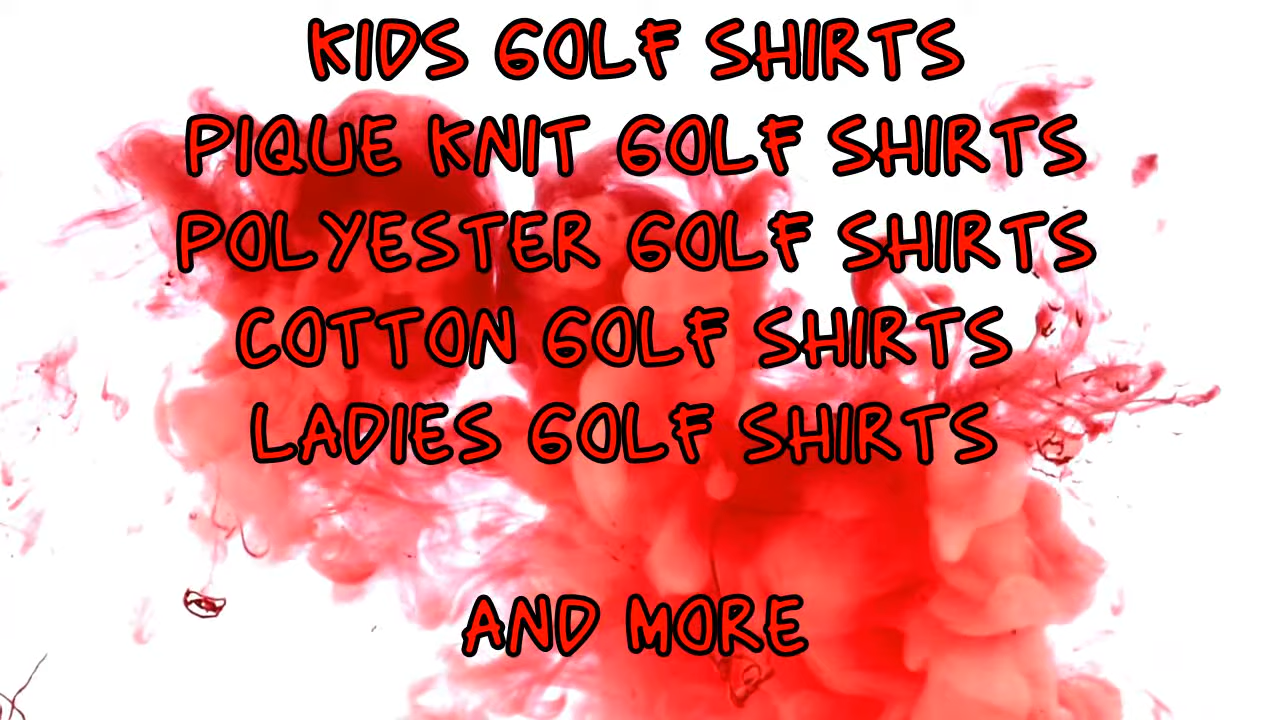 KIDS GOLF SHIRTS
PIQUE KNIT GOLF SHIRTS
POLYESTER GOLF SHIRTS
COTTON GOLF SHIRTS
LADIES GOLF SHIRTS
AND MORE